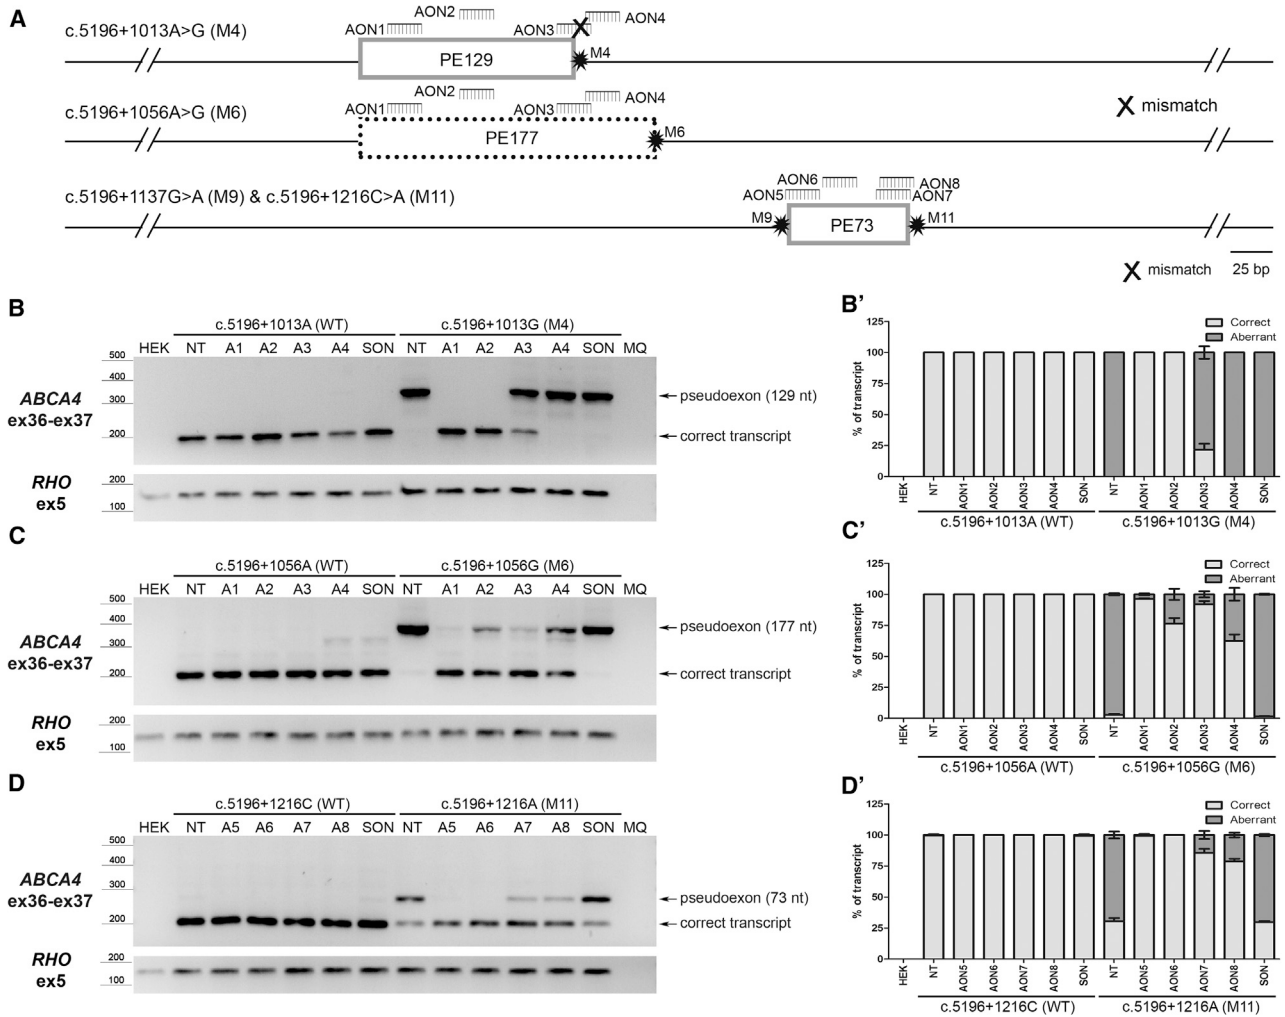 A
c.5196+1013A>G (M4)
AON1
AON2
AON3
AON4
PE129
M4
c.5196+1056A>G (M6)
AON1
AON2
AON3
AON4
PE177
M6
X mismatch
c.5196+1137G>A (M9) & c.5196+1216C>A (M11)
AON5
AON6
AON8
AON7
M9
PE73
M11
X mismatch
25 bp
B
c.5196+1013A (WT)
c.5196+1013G (M4)
HEK NT A1 A2 A3 A4 SON NT A1 A2 A3 A4 SON MQ
500
400
300
200
ABCA4
ex36-ex37
pseudoexon (129 nt)
correct transcript
RHO
ex5
200
100
B'
Correct
Aberrant
% of transcript
125
100
75
50
25
0
HEK NT AON1 AON2 AON3 AON4 SON NT AON1 AON2 AON3 AON4 SON
c.5196+1013A (WT)
c.5196+1013G (M4)
C
c.5196+1056A (WT)
c.5196+1056G (M6)
HEK NT A1 A2 A3 A4 SON NT A1 A2 A3 A4 SON MQ
500
400
300
200
ABCA4
ex36-ex37
pseudoexon (177 nt)
correct transcript
RHO
ex5
200
100
C'
Correct
Aberrant
% of transcript
125
100
75
50
25
0
HEK NT AON1 AON2 AON3 AON4 SON NT AON1 AON2 AON3 AON4 SON
c.5196+1056A (WT)
c.5196+1056G (M6)
D
c.5196+1216C (WT)
c.5196+1216A (M11)
HEK NT A5 A6 A7 A8 SON NT A5 A6 A7 A8 SON MQ
500
400
300
200
ABCA4
ex36-ex37
pseudoexon (73 nt)
correct transcript
RHO
ex5
200
100
D'
Correct
Aberrant
% of transcript
125
100
75
50
25
0
HEK NT AON5 AON6 AON7 AON8 SON NT AON5 AON6 AON7 AON8 SON
c.5196+1216C (WT)
c.5196+1216A (M11)